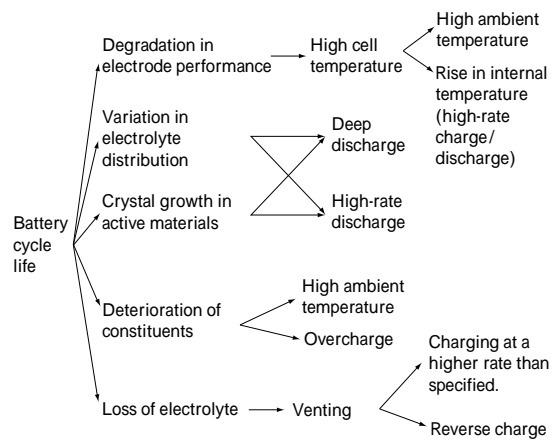 Battery
cycle
life
Degradation in
electrode performance
High cell
temperature
High ambient
temperature
Rise in internal
temperature
(high-rate
charge/
discharge)
Variation in
electrolyte
distribution
Crystal growth in
active materials
Deep
discharge
High-rate
discharge
Deterioration of
constituents
High ambient
temperature
Overcharge
Loss of electrolyte
Venting
Charging at a
higher rate than
specified.
Reverse charge